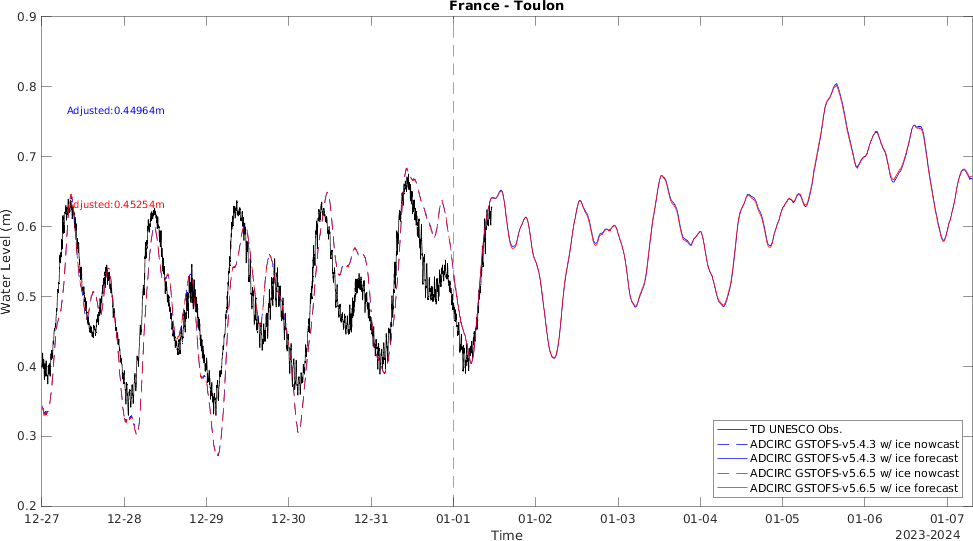 France - Toulon
0.9
0.8
0.7
0.6
0.5
0.4
0.3
0.2
Water Level (m)
Adjusted:0.44964m
Adjusted:0.45254m
TD UNESCO Obs.
ADCIRC GSTOFS-v5.4.3 w/ ice nowcast
ADCIRC GSTOFS-v5.4.3 w/ ice forecast
ADCIRC GSTOFS-v5.6.5 w/ ice nowcast
ADCIRC GSTOFS-v5.6.5 w/ ice forecast
12-27 12-28 12-29 12-30 12-31 01-01 01-02 01-03 01-04 01-05 01-06 01-07
Time
2023-2024